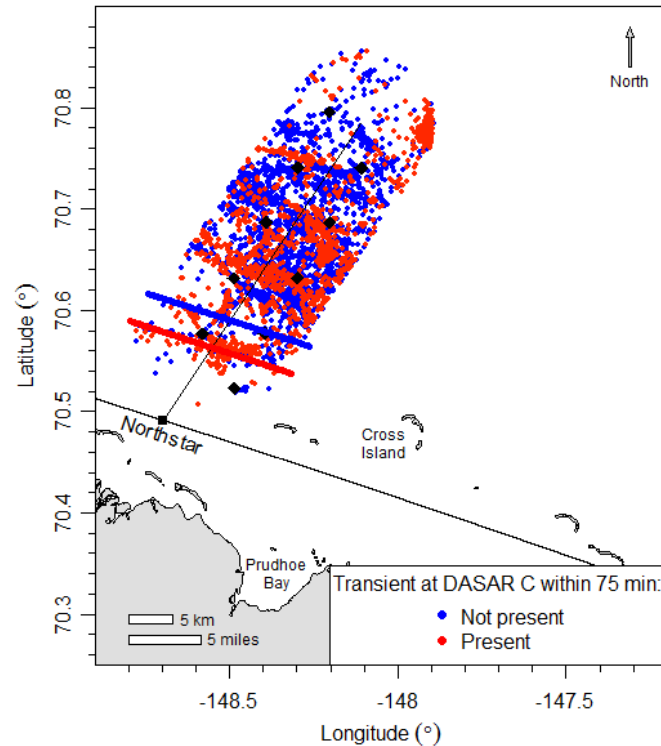 North
70.8
70.7
70.6
70.5
70.4
70.3
Latitude (°)
Northstar
Cross
Island
Prudhoe
Bay
5 km
5 miles
Transient at DASAR C within 75 min:
Not present
Present
-148.5
-148
-147.5
Longitude (°)